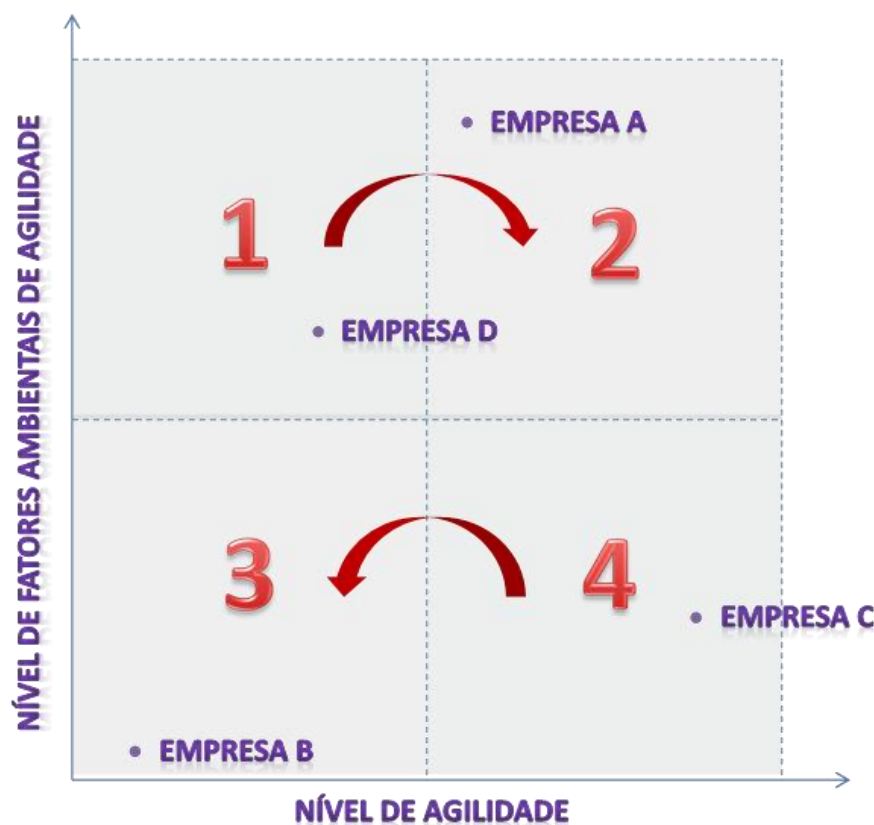 NÍVEL DE FATORES AMBIENTAIS DE AGILIDADE
EMPRESA A
1
2
EMPRESA D
3
4
EMPRESA C
EMPRESA B
NÍVEL DE AGILIDADE